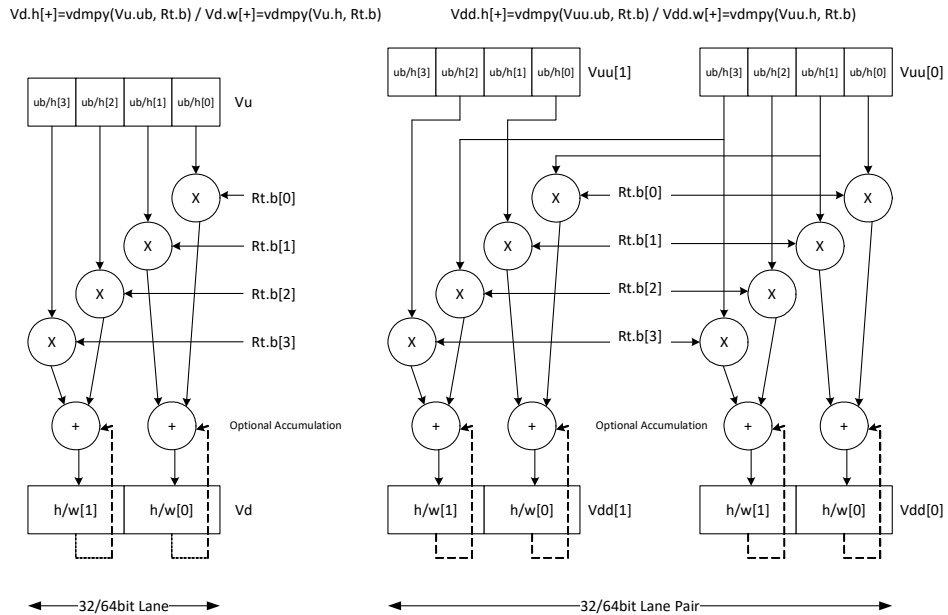 Vd.h[+]=vdmpy(Vu.ub, Rt.b) / Vd.w[+]=vdmpy(Vu.h, Rt.b)
Vdd.h[+]=vdmpy(Vuu.ub, Rt.b) / Vdd.w[+]=vdmpy(Vuu.h, Rt.b)
ub/h[3] ub/h[2] ub/h[1] ub/h[0] Vu
ub/h[3] ub/h[2] ub/h[1] ub/h[0] Vuu[1]
ub/h[3] ub/h[2] ub/h[1] ub/h[0] Vuu[0]
X Rt.b[0] X Rt.b[0] X
X Rt.b[1] X Rt.b[1] X
X Rt.b[2] X Rt.b[2] X
X Rt.b[3] X Rt.b[3] X
+ + Optional Accumulation + + Optional Accumulation + +
h/w[1] h/w[0] Vd
h/w[1] h/w[0] Vdd[1]
h/w[1] h/w[0] Vdd[0]
32/64bit Lane
32/64bit Lane Pair